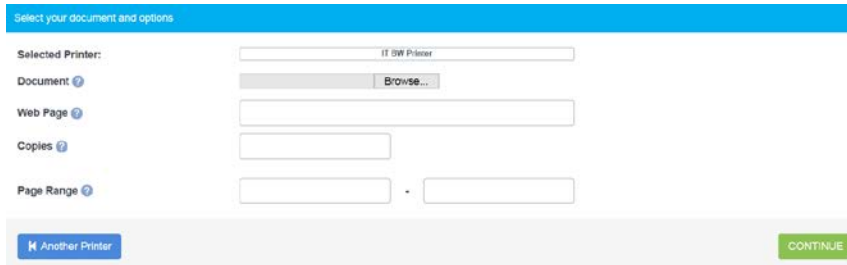 Select your document and options
Selected Printer: IT BW Printer
Document ? Browse...
Web Page ?
Copies ?
Page Range ? -
Another Printer CONTINUE